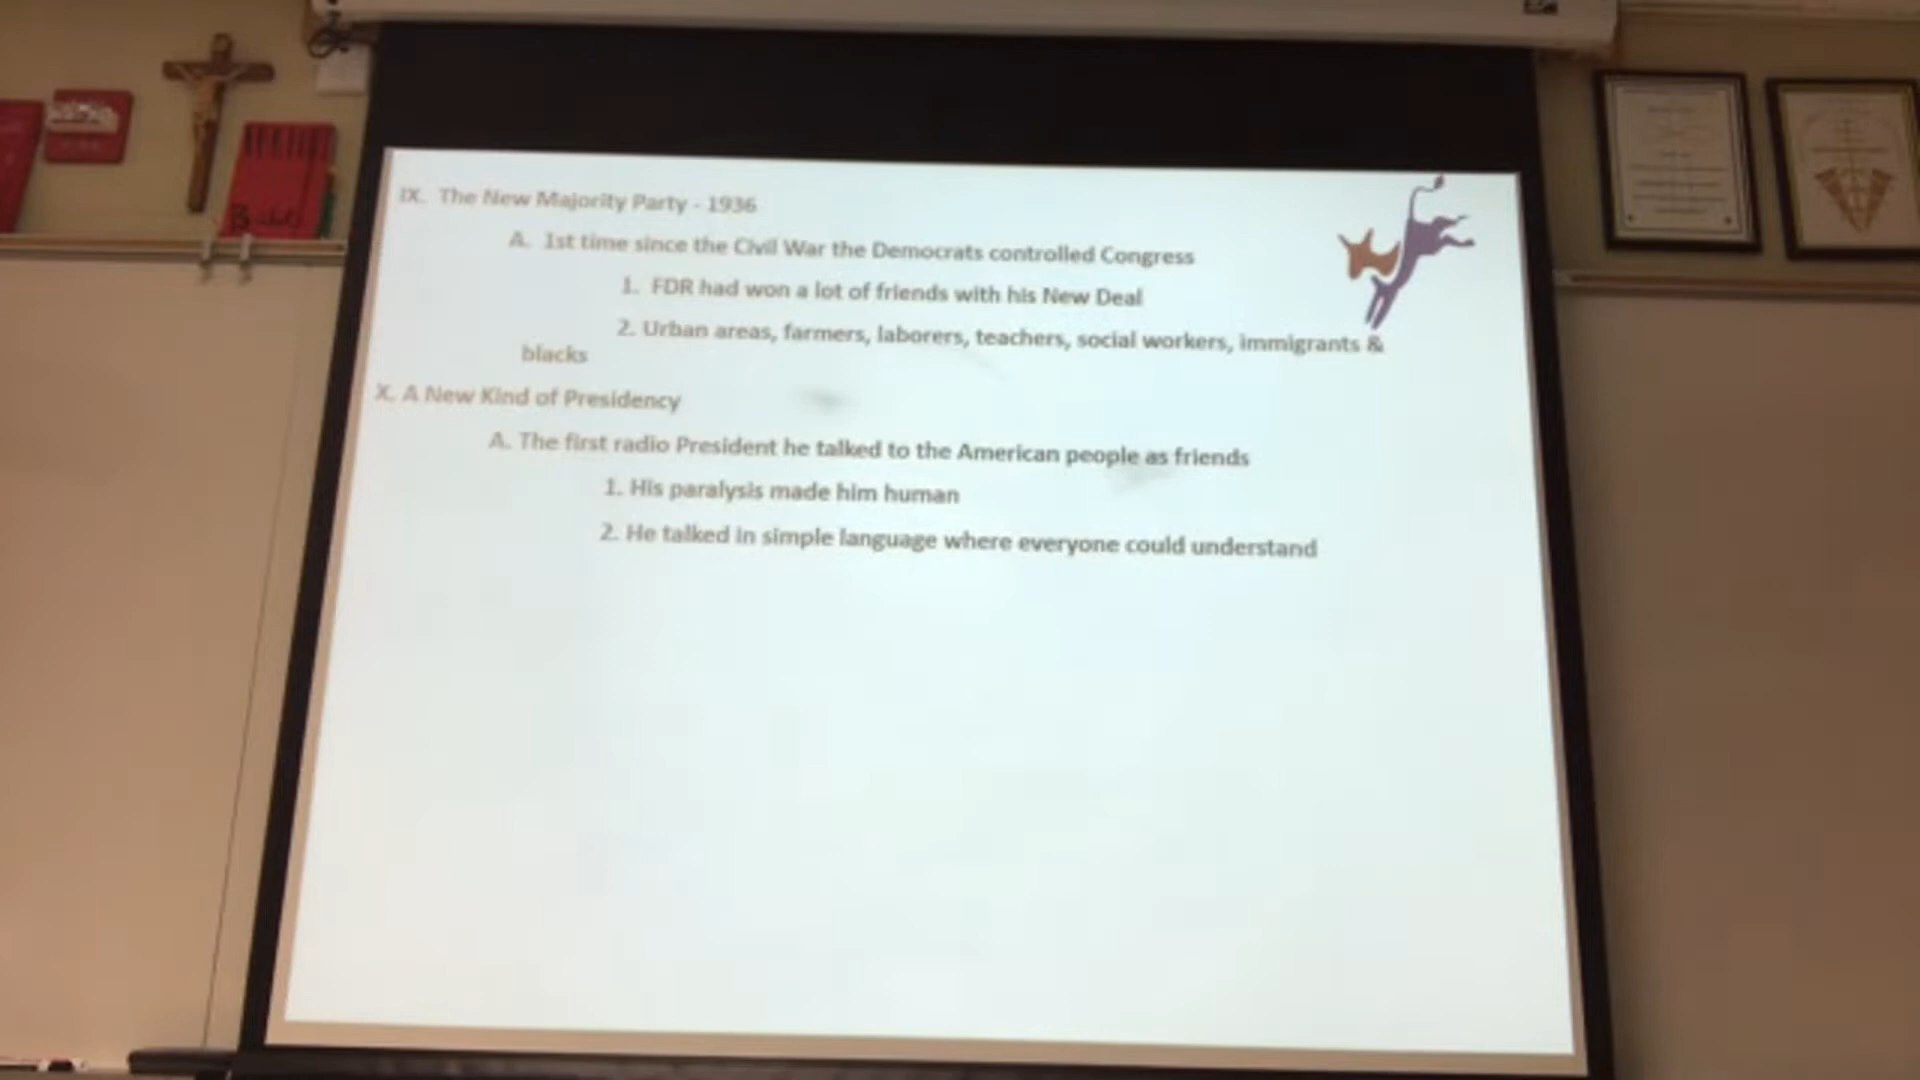 IX. The New Majority Party - 1936
A. 1st time since the Civil War the Democrats controlled Congress
1. FDR had won a lot of friends with his New Deal
2. Urban areas, farmers, laborers, teachers, social workers, immigrants &
blacks
X. A New Kind of Presidency
A. The first radio President he talked to the American people as friends
1. His paralysis made him human
2. He talked in simple language where everyone could understand